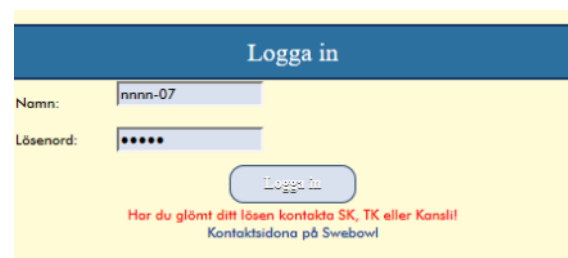 Logga in
Namn: nnnn-07
Lösenord: •••••
Logga in
Har du glömt ditt lösen kontakta SK, TK eller Kansli!
Kontaktsidona på Swebowl